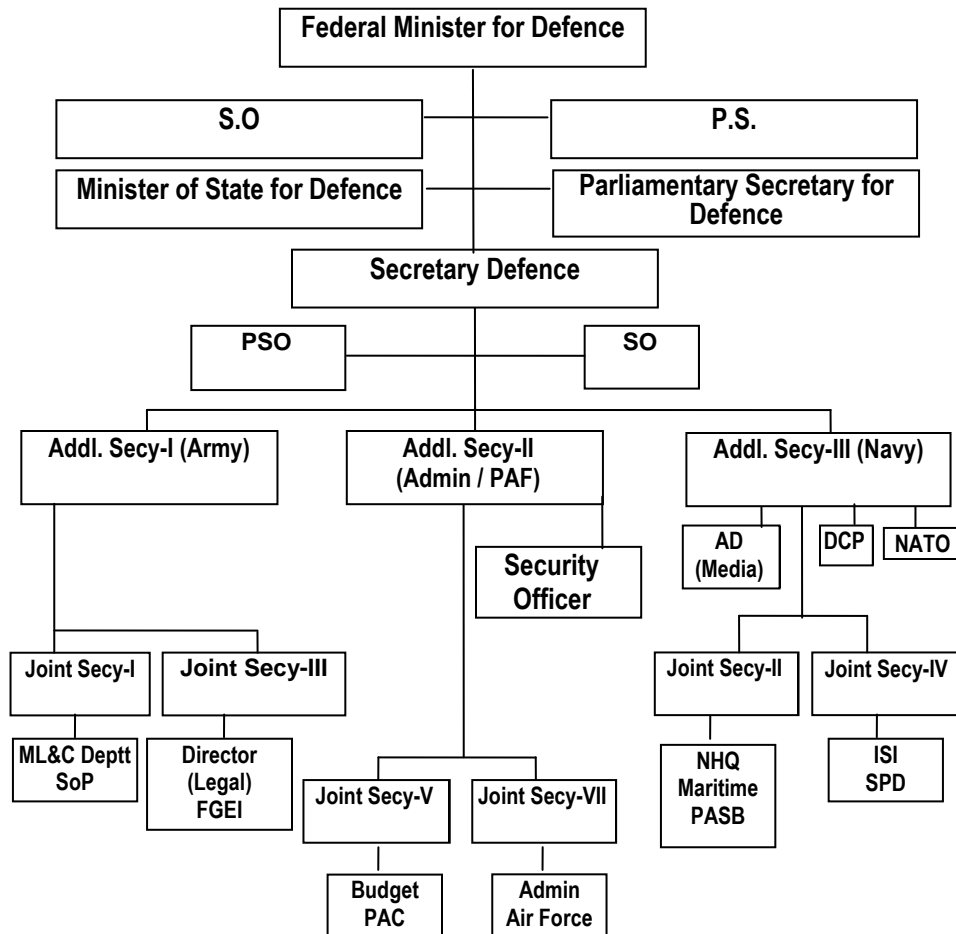 Federal Minister for Defence
S.O
P.S.
Minister of State for Defence
Parliamentary Secretary for
Defence
Secretary Defence
PSO
SO
Addl. Secy-I (Army)
Addl. Secy-II
(Admin / PAF)
Addl. Secy-III (Navy)
AD
(Media)
DCP
NATO
Security
Officer
Joint Secy-I
Joint Secy-III
Joint Secy-II
Joint Secy-IV
ML&C Deptt
SoP
Director
(Legal)
FGEI
NHQ
Maritime
PASB
ISI
SPD
Joint Secy-V
Joint Secy-VII
Budget
PAC
Admin
Air Force